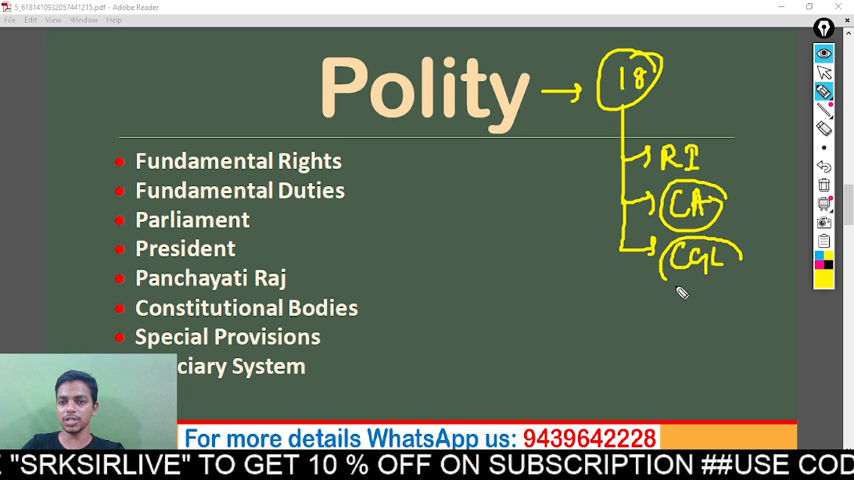 5_6181410932057441215.pdf - Adobe Reader
File Edit View Window Help
Polity → 18
RI
CA
CGL
Fundamental Rights
Fundamental Duties
Parliament
President
Panchayati Raj
Constitutional Bodies
Special Provisions
ciary System
For more details WhatsApp us: 9439642228
E "SRKSIRLIVE" TO GET 10 % OFF ON SUBSCRIPTION ##USE COD